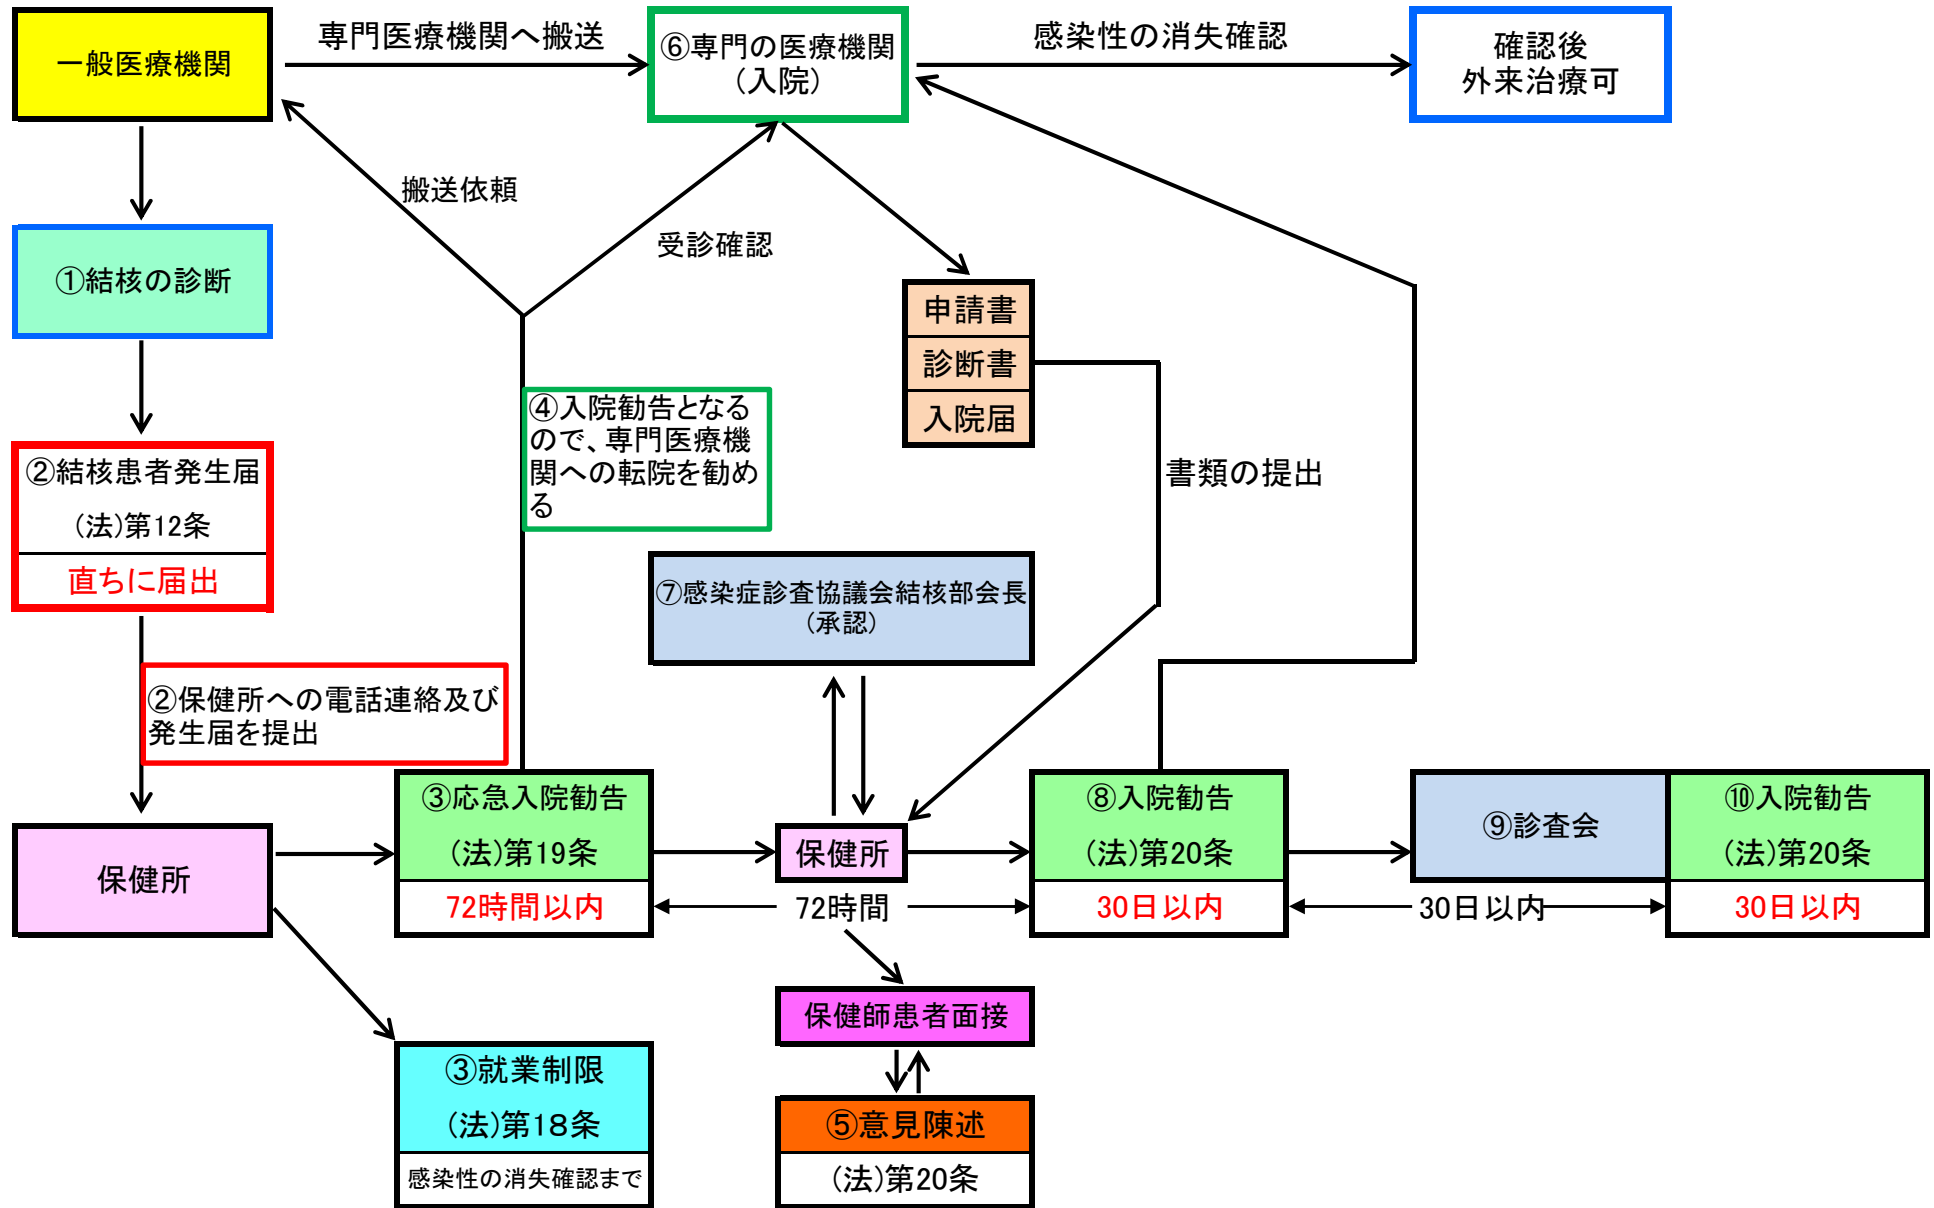 一般医療機関
専門医療機関へ搬送
⑥専門の医療機関
(入院)
感染性の消失確認
確認後
外来治療可
搬送依頼
受診確認
①結核の診断
申請書
診断書
入院届
④入院勧告となる
ので、専門医療機
関への転院を勧め
る
②結核患者発生届
(法)第12条
直ちに届出
書類の提出
⑦感染症診査協議会結核部会長
(承認)
②保健所への電話連絡及び
発生届を提出
保健所
③応急入院勧告
(法)第19条
72時間以内
保健所
72時間
⑧入院勧告
(法)第20条
30日以内
30日以内
⑨診査会
⑩入院勧告
(法)第20条
30日以内
保健師患者面接
③就業制限
(法)第18条
感染性の消失確認まで
⑤意見陳述
(法)第20条